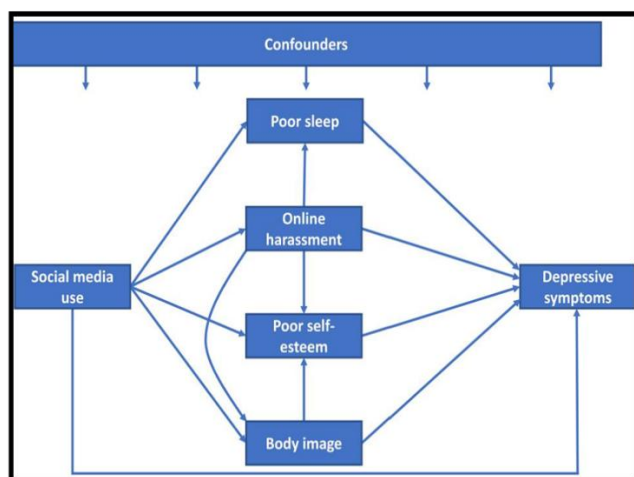 Confounders
Poor sleep
Online
harassment
Social media
use
Depressive
symptoms
Poor self-
esteem
Body image